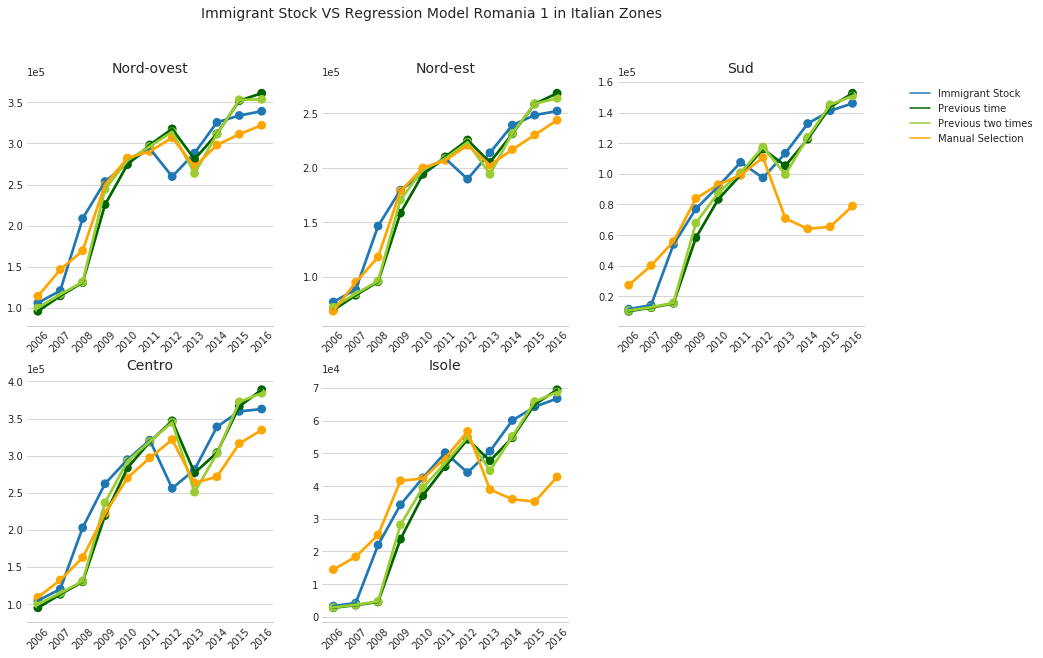 Immigrant Stock VS Regression Model Romania 1 in Italian Zones
Nord-ovest
1e5
3.5
3.0
2.5
2.0
1.5
1.0
2006 2007 2008 2009 2010 2011 2012 2013 2014 2015 2016
Nord-est
1e5
2.5
2.0
1.5
1.0
2006 2007 2008 2009 2010 2011 2012 2013 2014 2015 2016
Sud
1e5
1.6
1.4
1.2
1.0
0.8
0.6
0.4
0.2
2006 2007 2008 2009 2010 2011 2012 2013 2014 2015 2016
Immigrant Stock
Previous time
Previous two times
Manual Selection
Centro
1e5
4.0
3.5
3.0
2.5
2.0
1.5
1.0
2006 2007 2008 2009 2010 2011 2012 2013 2014 2015 2016
Isole
1e4
7
6
5
4
3
2
1
0
2006 2007 2008 2009 2010 2011 2012 2013 2014 2015 2016